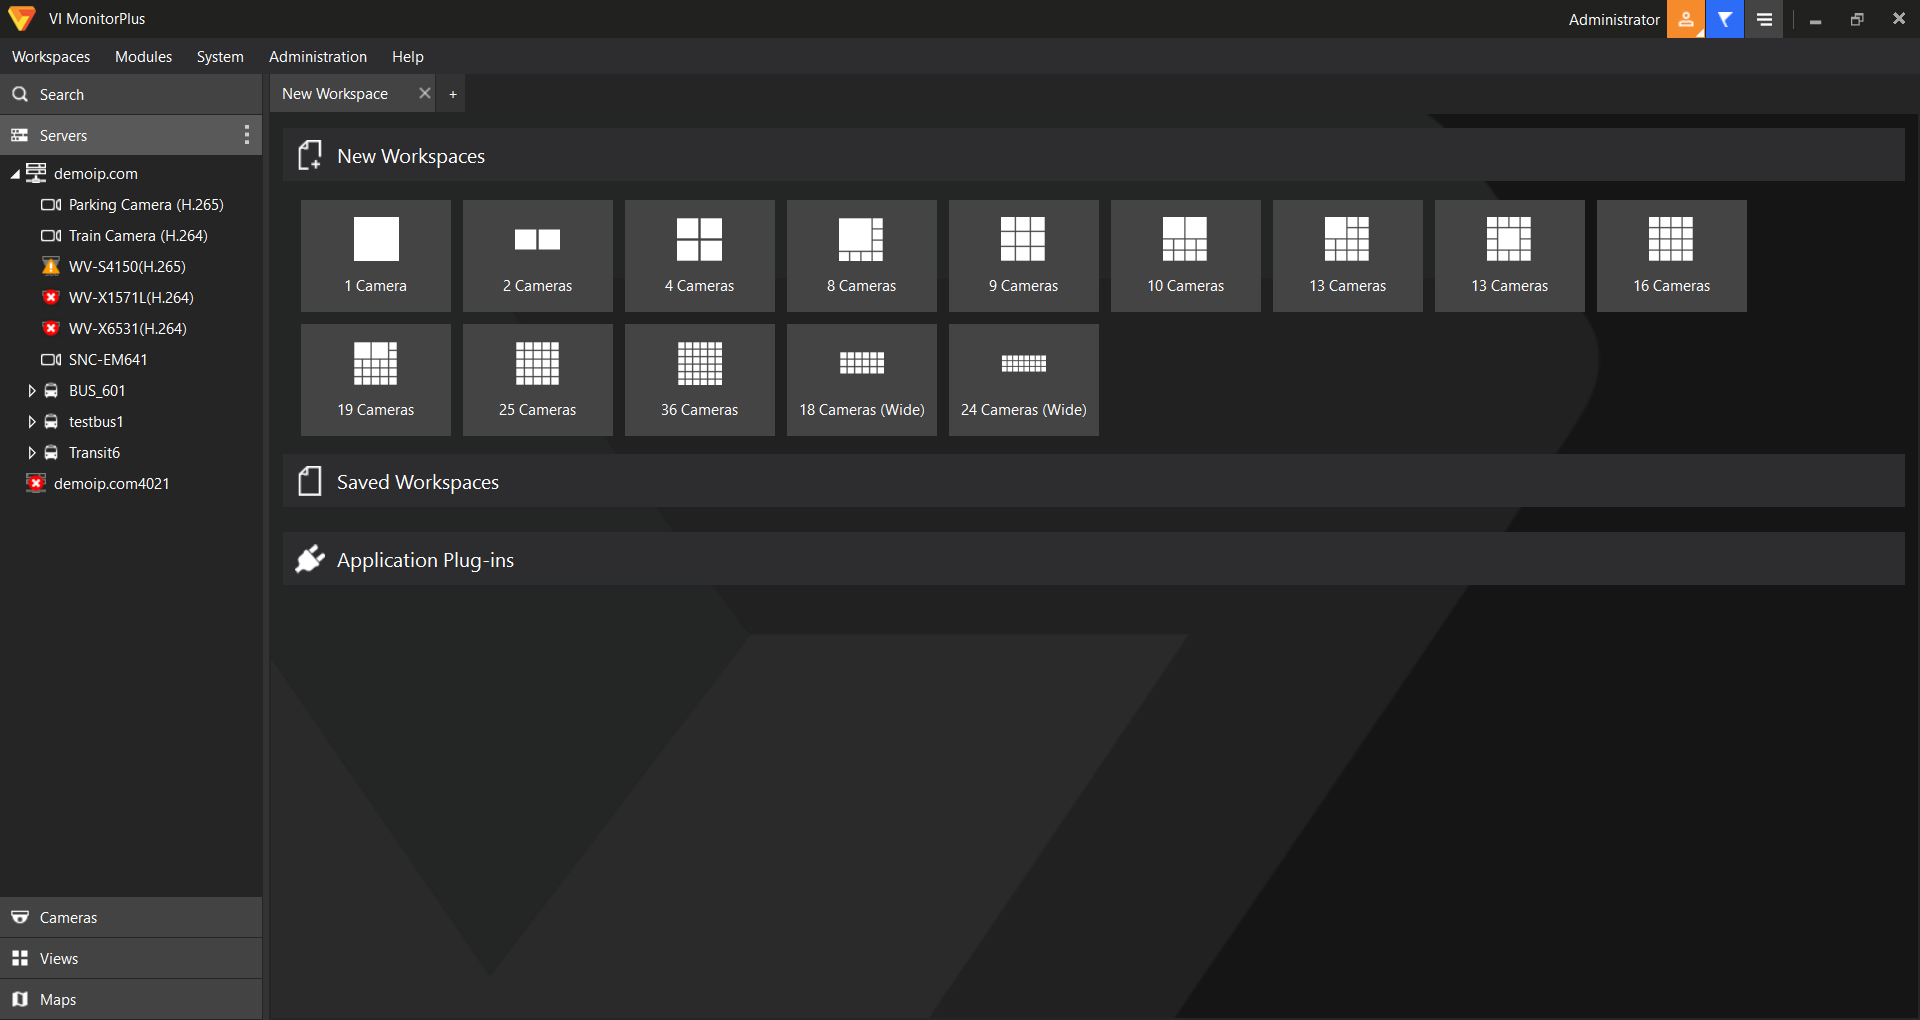 VI MonitorPlus
Administrator
Workspaces Modules System Administration Help
Search
New Workspace +
Servers
demoip.com
Parking Camera (H.265)
Train Camera (H.264)
WV-S4150(H.265)
WV-X1571L(H.264)
WV-X6531(H.264)
SNC-EM641
BUS_601
testbus1
Transit6
demoip.com4021
Cameras
Views
Maps
New Workspaces
1 Camera
2 Cameras
4 Cameras
8 Cameras
9 Cameras
10 Cameras
13 Cameras
13 Cameras
16 Cameras
19 Cameras
25 Cameras
36 Cameras
18 Cameras (Wide)
24 Cameras (Wide)
Saved Workspaces
Application Plug-ins